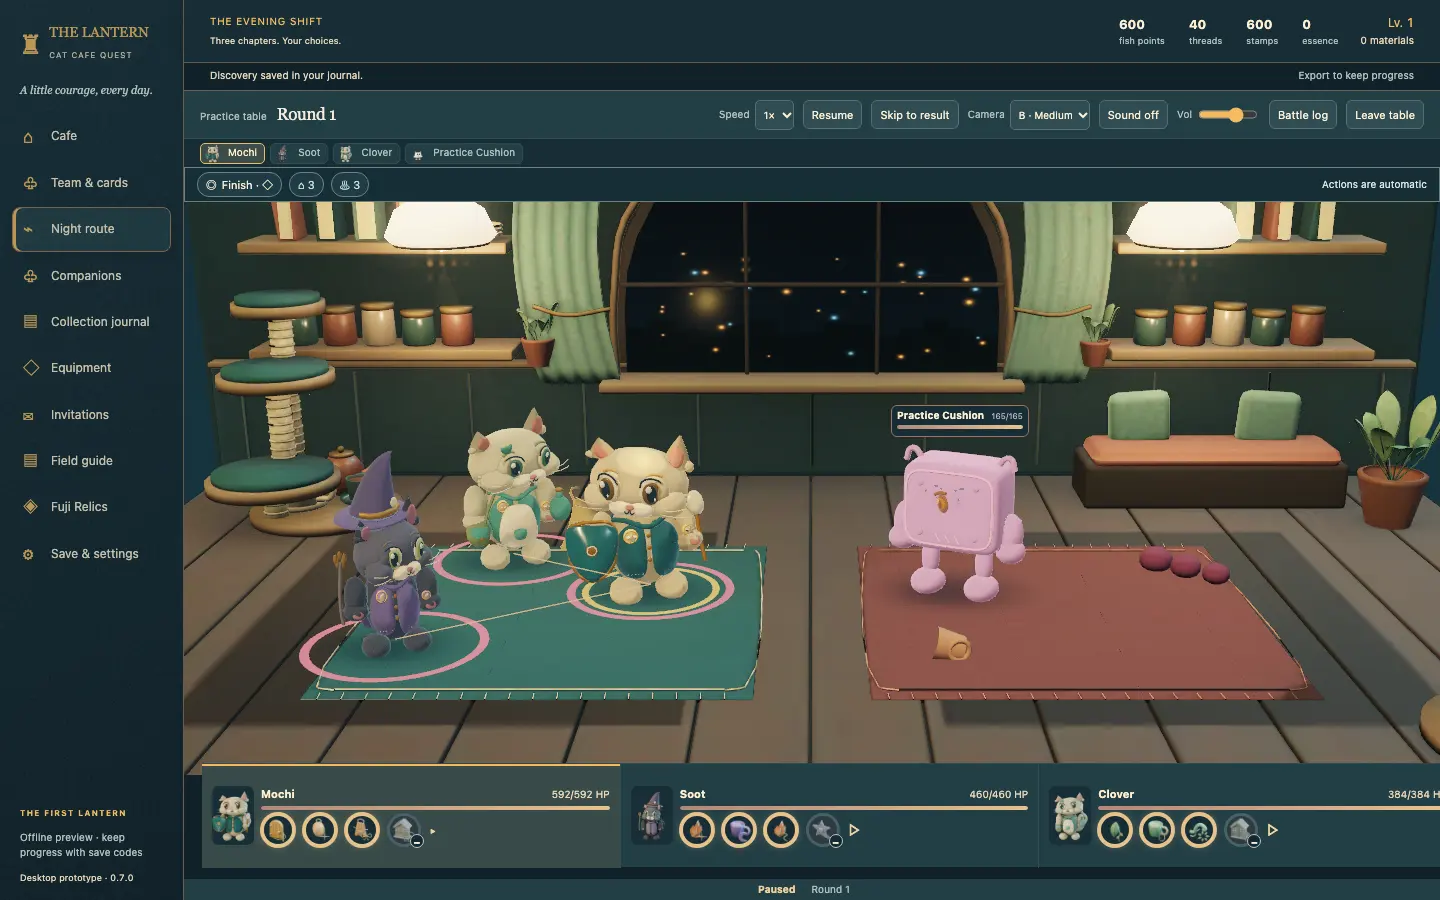 THE LANTERN
CAT CAFE QUEST
A little courage, every day.
Cafe
Team & cards
Night route
Companions
Collection journal
Equipment
Invitations
Field guide
Fuji Relics
Save & settings
THE FIRST LANTERN
Offline preview · keep
progress with save codes
Desktop prototype · 0.7.0
THE EVENING SHIFT
Three chapters. Your choices.
600 fish points
40 threads
600 stamps
0 essence
Lv. 1
0 materials
Discovery saved in your journal.
Export to keep progress
Practice table Round 1
Speed 1× Resume Skip to result Camera B · Medium Sound off Vol Battle log Leave table
Mochi Soot Clover Practice Cushion
Finish · 3 3
Actions are automatic
Practice Cushion 165/165
Mochi 592/592 HP
Soot 460/460 HP
Clover 384/384 H
Paused Round 1